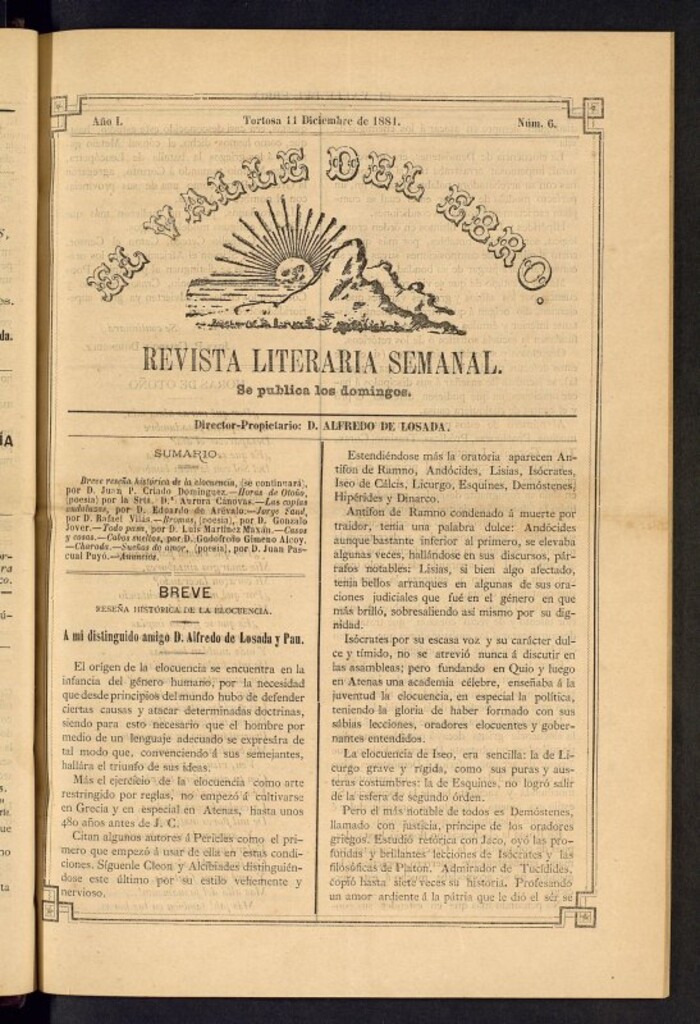 Año I.
Tortosa 11 Diciembre de 1881.
Núm. 6.
EL VALLE DEL EBRO.
REVISTA LITERARIA SEMANAL.
Se publica los domingos.
Director-Propietario: D. ALFREDO DE LOSADA.
SUMARIO.
Breve reseña histórica de la elocuencia, (se continuará),
por D. Juan P. Criado Dominguez.—Horas de Otoño,
(poesia) por la Srta. D.ª Aurora Cánovas.—Las coplas
andaluzas, por D. Edoardo de Arévalo.—Jorge Sand,
por D. Rafael Vilás.—Bromas, (poesia), por D. Gonzalo
Jover.—Todo pasa, por D. Luis Martinez Maxán.—Cosas
y cosas.—Cabos sueltos, por D. Godofredo Gimeno Alcoy.
—Charada.—Sueños de amor, (poesia), por D. Juan Pas-
cual Puyó.—Anuncios.
BREVE
RESEÑA HISTÓRICA DE LA ELOCUENCIA.
A mi distinguido amigo D. Alfredo de Losada y Pau.
El orígen de la elocuencia se encuentra en la
infancia del género humano, por la necesidad
que desde principios del mundo hubo de defender
ciertas causas y atacar determinadas doctrinas,
siendo para esto necesario que el hombre por
medio de un lenguaje adecuado se expresára de
tal modo que, convenciendo á sus semejantes,
hallára el triunfo de sus ideas.
Más el ejercicio de la elocuencia como arte
restringido por reglas, no empezó á cultivarse
en Grecia y en especial en Atenas, hasta unos
480 años antes de J. C.
Citan algunos autores á Pericles como el pri-
mero que empezó á usar de ella en estas condi-
ciones. Síguenle Cleon y Alcibiades distinguién-
dose este último por su estilo vehemente y
nervioso.
Estendiéndose más la oratoria aparecen An-
tifon de Ramno, Andócides, Lisias, Isócrates,
Iseo de Cálcis, Licurgo, Esquines, Demóstenes,
Hipérides y Dinarco.
Antífon de Ramno condenado á muerte por
traidor, tenia una palabra dulce: Andócides
aunque bastante inferior al primero, se elevaba
algunas veces, hallándose en sus discursos, pár-
rafos notables: Lisias, si bien algo afectado,
tenia bellos arranques en algunas de sus ora-
ciones judiciales que fué en el género en que
más brilló, sobresaliendo así mismo por su dig-
nidad.
Isócrates por su escasa voz y su carácter dul-
ce y tímido, no se atrevió nunca á discutir en
las asambleas; pero fundando en Quio y luego
en Atenas una academia célebre, enseñaba á la
juventud la elocuencia, en especial la política,
teniendo la gloria de haber formado con sus
sábias lecciones, oradores elocuentes y gober-
nantes entendidos.
La elocuencia de Iseo, era sencilla: la de Li-
curgo grave y rígida, como sus puras y aus-
teras costumbres: la de Esquines, no logró salir
de la esfera de segundo órden.
Pero el más notable de todos es Demóstenes,
llamado con justicia, príncipe de los oradores
griegos. Estudió retórica con Jaco, oyó las pro-
fundas y brillantes lecciones de Isócrates y las
filosóficas de Platon. Admirador de Tucídides,
copió hasta siete veces su historia. Profesando
un amor ardiente á la pátria que le dió el sér se